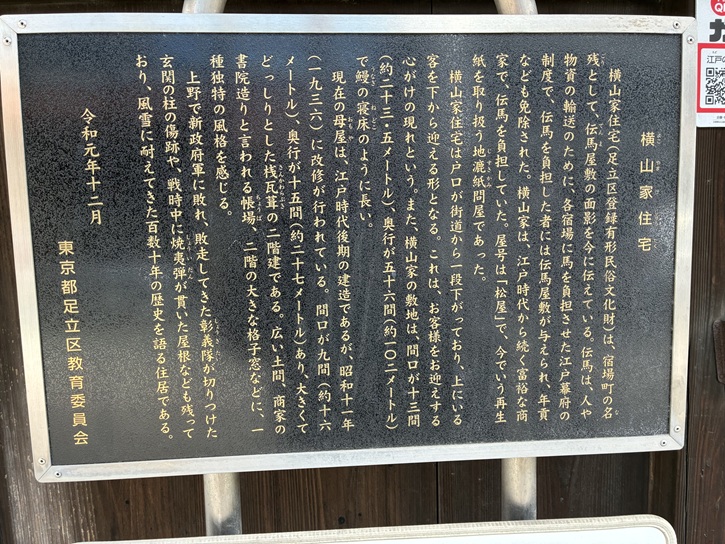 横山家住宅
横山家住宅(足立区登録有形民俗文化財)は、宿場町の名
残として、伝馬屋敷の面影を今に伝えている。伝馬は、人や
物資の輸送のために、各宿場に馬を負担させた江戸幕府の
制度で、伝馬を負担した者には伝馬屋敷が与えられ、年貢
なども免除された。横山家は、江戸時代から続く富裕な商
家で、伝馬を負担していた。屋号は「松屋」で、今でいう再生
紙を取り扱う地漉紙問屋であった。
横山家住宅は戸口が街道から一段下がっており、上にいる
客を下から迎える形となる。これは、お客様をお迎えする
心がけの現れという。また、横山家の敷地は、間口が十三間
(約二十三・五メートル)、奥行が五十六間(約一〇二メートル)
で鰻の寝床のように長い。
現在の母屋は、江戸時代後期の建造であるが、昭和十一年
(一九三六)に改修が行われている。間口が九間(約十六
メートル)、奥行が十五間(約二十七メートル)あり、大きくて
どっしりとした桟瓦葺の二階建である。広い土間、商家の
書院造りと言われる帳場、二階の大きな格子窓などに、一
種独特の風格を感じる。
上野で新政府軍に敗れ、敗走してきた彰義隊が切りつけた
玄関の柱の傷跡や、戦時中に焼夷弾が貫いた屋根なども残って
おり、風雪に耐えてきた百数十年の歴史を語る住居である。
令和元年十二月
東京都足立区教育委員会
江戸の